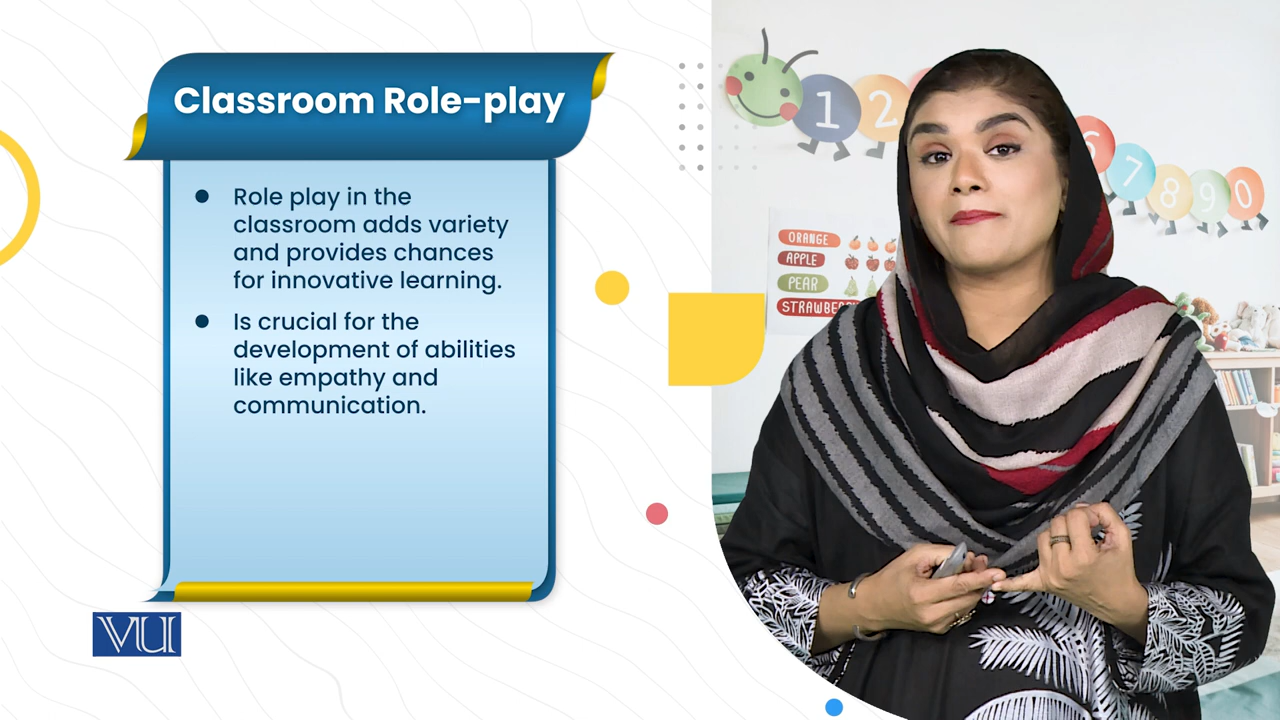 Classroom Role-play
Role play in the
classroom adds variety
and provides chances
for innovative learning.
Is crucial for the
development of abilities
like empathy and
communication.
VU
1 2
6 7 8 9 0
ORANGE
APPLE
PEAR